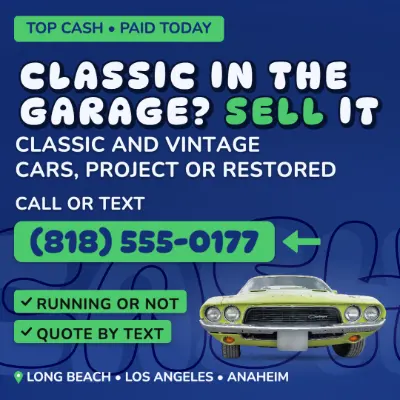 TOP CASH • PAID TODAY
CLASSIC IN THE
GARAGE? SELL IT
CLASSIC AND VINTAGE
CARS, PROJECT OR RESTORED
CALL OR TEXT
(818) 555-0177
RUNNING OR NOT
QUOTE BY TEXT
LONG BEACH • LOS ANGELES • ANAHEIM